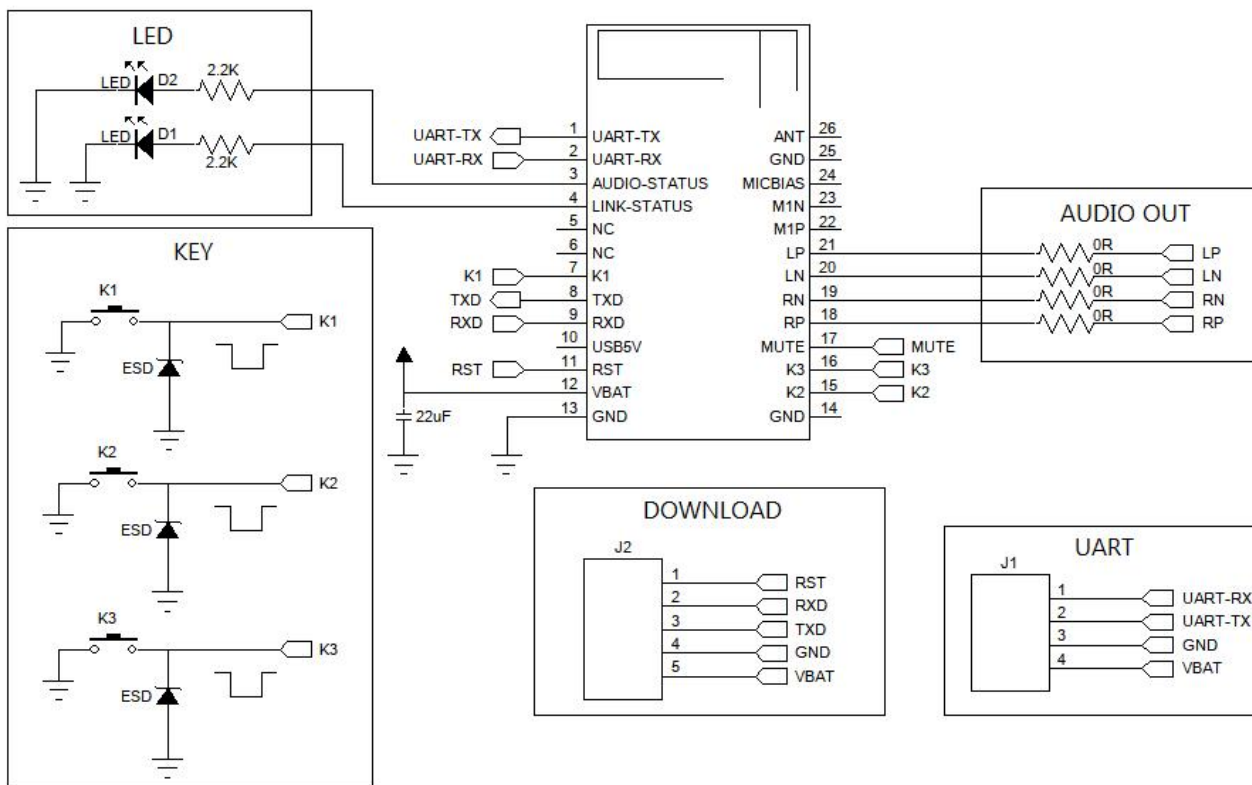 LED
LED D2 2.2K
LED D1 2.2K
KEY
K1
K1
ESD
K2
K2
ESD
K3
K3
ESD
UART-TX 1 UART-TX
UART-RX 2 UART-RX
3 AUDIO-STATUS
4 LINK-STATUS
5 NC
6 NC
K1 7 K1
TXD 8 TXD
RXD 9 RXD
10 USB5V
RST 11 RST
12 VBAT
13 GND
22uF
ANT 26
GND 25
MICBIAS 24
M1N 23
M1P 22
LP 21
LN 20
RN 19
RP 18
MUTE 17 MUTE
K3 16 K3
K2 15 K2
GND 14
AUDIO OUT
0R LP
0R LN
0R RN
0R RP
DOWNLOAD
J2
1 RST
2 RXD
3 TXD
4 GND
5 VBAT
UART
J1
1 UART-RX
2 UART-TX
3 GND
4 VBAT